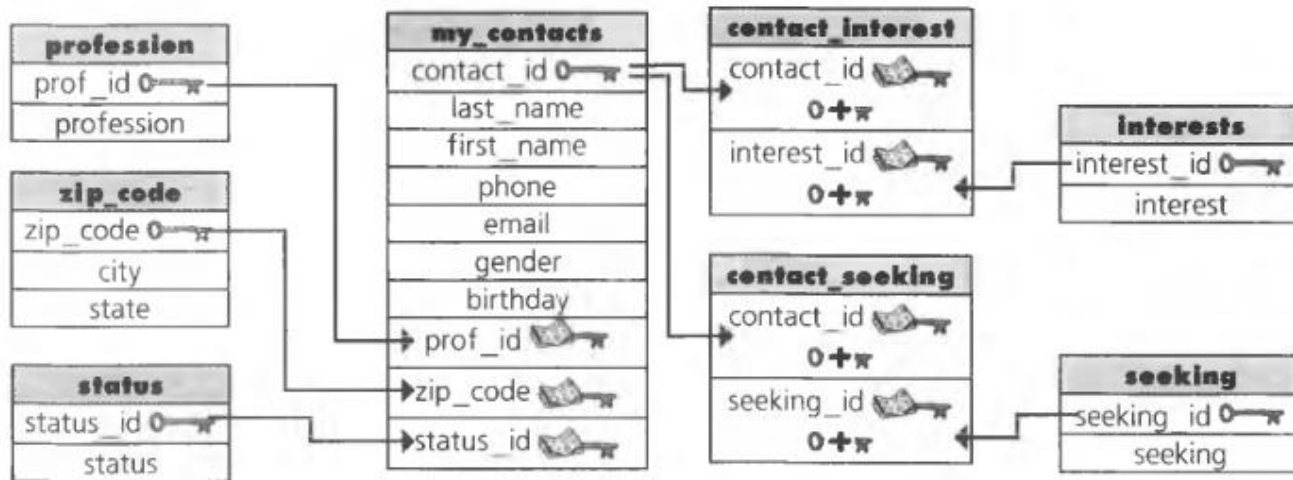 profession
prof_id
profession
zip_code
zip_code
city
state
status
status_id
status
my_contacts
contact_id
last_name
first_name
phone
email
gender
birthday
prof_id
zip_code
status_id
contact_interest
contact_id
interest_id
contact_seeking
contact_id
seeking_id
interests
interest_id
interest
seeking
seeking_id
seeking